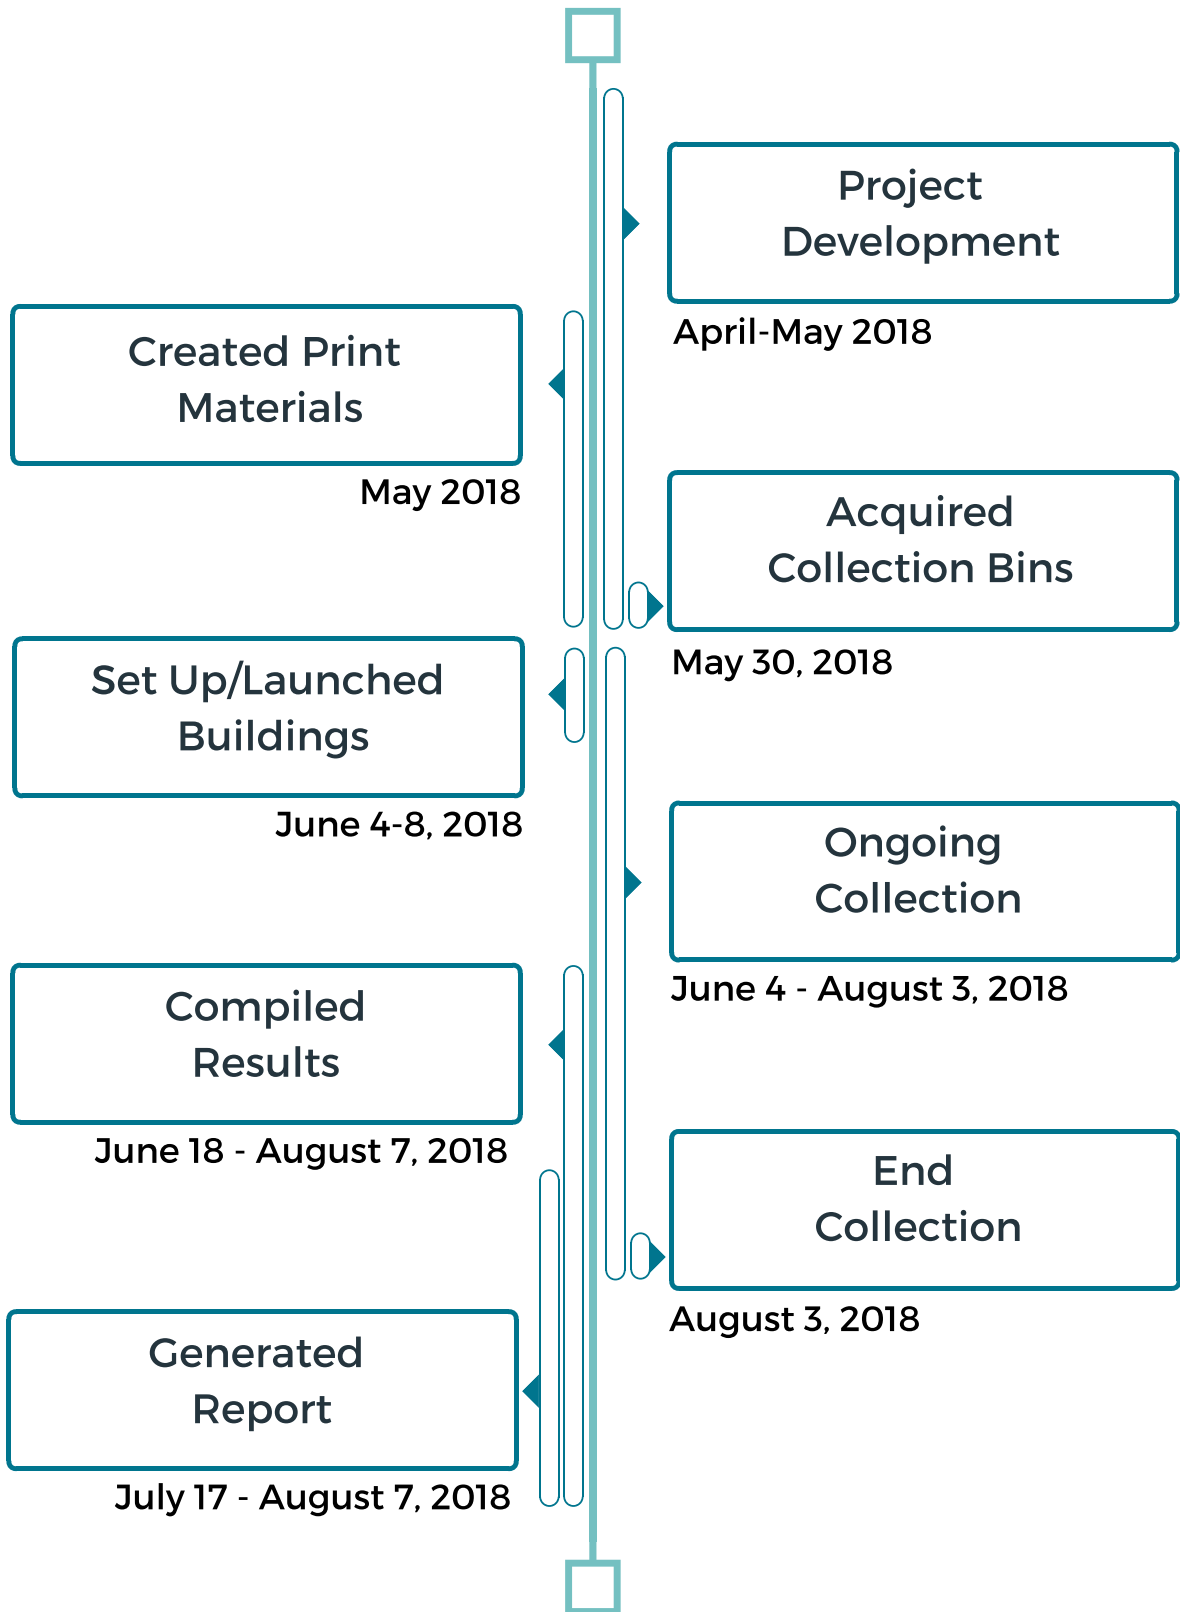 Project
Development
April-May 2018
Created Print
Materials
May 2018
Acquired
Collection Bins
May 30, 2018
Set Up/Launched
Buildings
June 4-8, 2018
Ongoing
Collection
June 4 - August 3, 2018
Compiled
Results
June 18 - August 7, 2018
End
Collection
August 3, 2018
Generated
Report
July 17 - August 7, 2018